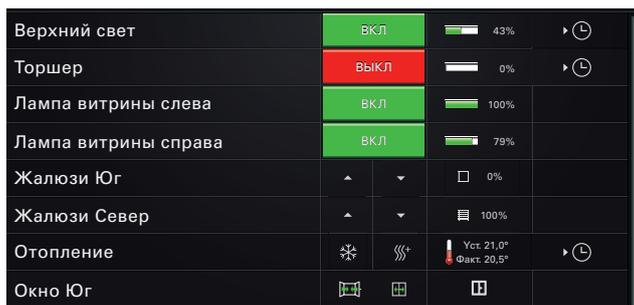 Верхний свет ВКЛ 43%
Торшер ВЫКЛ 0%
Лампа витрины слева ВКЛ 100%
Лампа витрины справа ВКЛ 79%
Жалюзи Юг 0%
Жалюзи Север 100%
Отопление Уст. 21,0°
Факт. 20,5°
Окно Юг